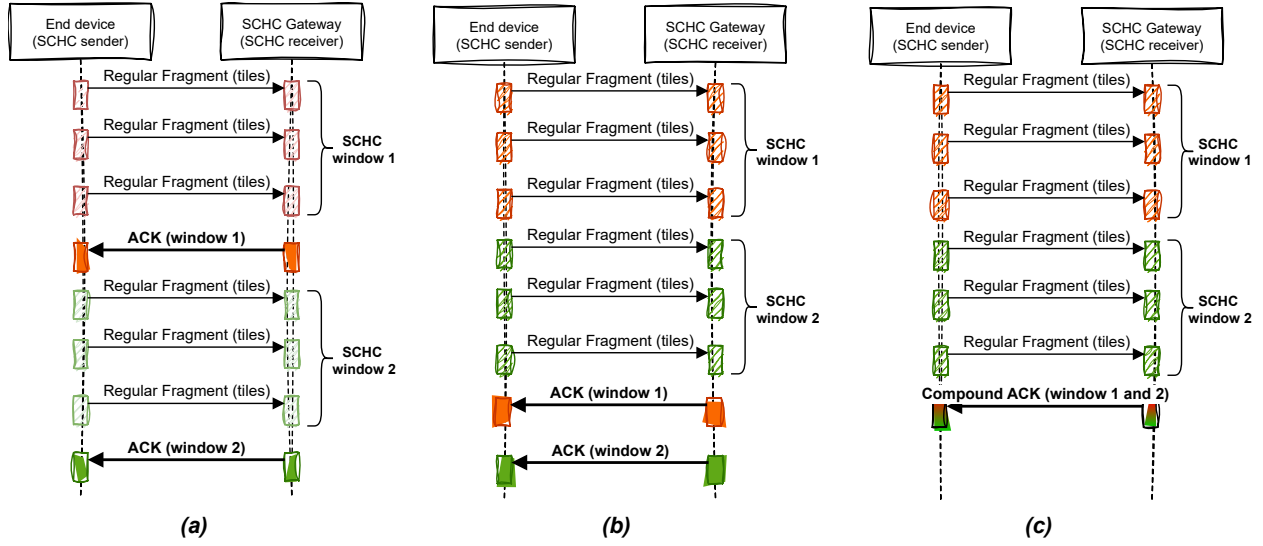 End device
(SCHC sender)
SCHC Gateway
(SCHC receiver)
Regular Fragment (tiles)
Regular Fragment (tiles)
Regular Fragment (tiles)
SCHC
window 1
ACK (window 1)
Regular Fragment (tiles)
Regular Fragment (tiles)
Regular Fragment (tiles)
SCHC
window 2
ACK (window 2)
(a)
End device
(SCHC sender)
SCHC Gateway
(SCHC receiver)
Regular Fragment (tiles)
Regular Fragment (tiles)
Regular Fragment (tiles)
SCHC
window 1
Regular Fragment (tiles)
Regular Fragment (tiles)
Regular Fragment (tiles)
SCHC
window 2
ACK (window 1)
ACK (window 2)
(b)
End device
(SCHC sender)
SCHC Gateway
(SCHC receiver)
Regular Fragment (tiles)
Regular Fragment (tiles)
Regular Fragment (tiles)
SCHC
window 1
Regular Fragment (tiles)
Regular Fragment (tiles)
Regular Fragment (tiles)
SCHC
window 2
Compound ACK (window 1 and 2)
(c)